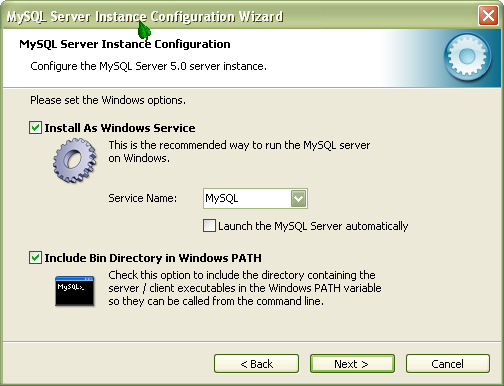 MySQL Server Instance Configuration Wizard
MySQL Server Instance Configuration
Configure the MySQL Server 5.0 server instance.
Please set the Windows options.
Install As Windows Service
This is the recommended way to run the MySQL server
on Windows.
Service Name:
MySQL
Launch the MySQL Server automatically
Include Bin Directory in Windows PATH
MySQL>_
Check this option to include the directory containing the
server / client executables in the Windows PATH variable
so they can be called from the command line.
< Back
Next >
Cancel